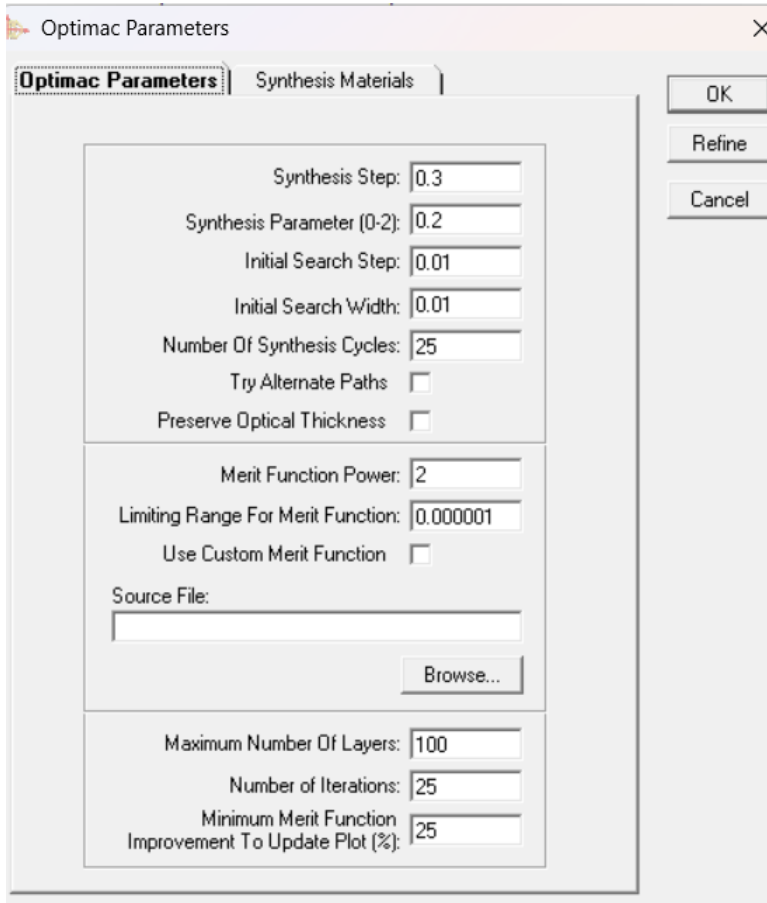 Optimac Parameters
Optimac Parameters Synthesis Materials
OK
Refine
Cancel
Synthesis Step: 0.3
Synthesis Parameter (0-2): 0.2
Initial Search Step: 0.01
Initial Search Width: 0.01
Number Of Synthesis Cycles: 25
Try Alternate Paths
Preserve Optical Thickness
Merit Function Power: 2
Limiting Range For Merit Function: 0.000001
Use Custom Merit Function
Source File:
Browse...
Maximum Number Of Layers: 100
Number of Iterations: 25
Minimum Merit Function
Improvement To Update Plot (%): 25